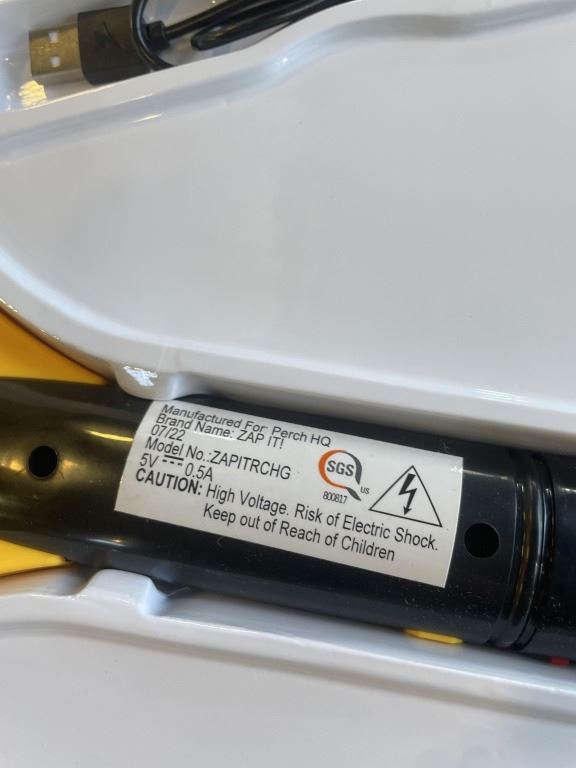 Manufactured For: Perch HQ
Brand Name: ZAP IT!
07/22
Model No.:ZAPITRCHG
5V ⎓ 0.5A
CAUTION: High Voltage. Risk of Electric Shock.
Keep out of Reach of Children
SGS
US
800817